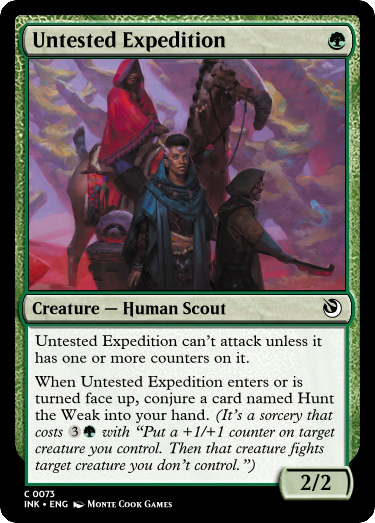 Untested Expedition
Creature — Human Scout
Untested Expedition can't attack unless it
has one or more counters on it.
When Untested Expedition enters or is
turned face up, conjure a card named Hunt
the Weak into your hand. (It's a sorcery that
costs 3 with "Put a +1/+1 counter on target
creature you control. Then that creature fights
target creature you don't control.")
2/2
C 0073
INK • ENG Monte Cook Games